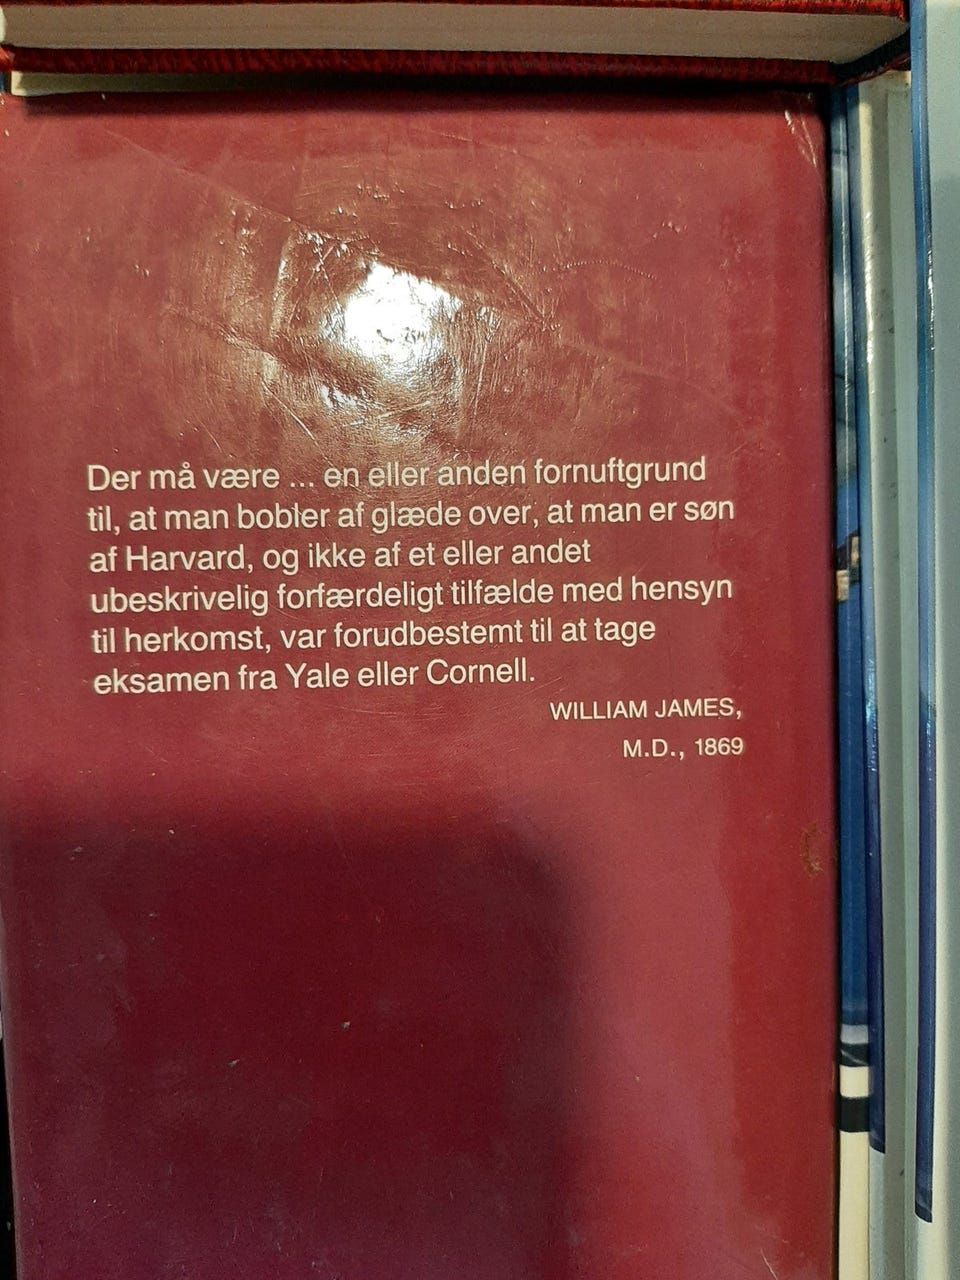 Der må være ... en eller anden fornuftgrund
til, at man bobler af glæde over, at man er søn
af Harvard, og ikke af et eller andet
ubeskrivelig forfærdeligt tilfælde med hensyn
til herkomst, var forudbestemt til at tage
eksamen fra Yale eller Cornell.
WILLIAM JAMES,
M.D., 1869